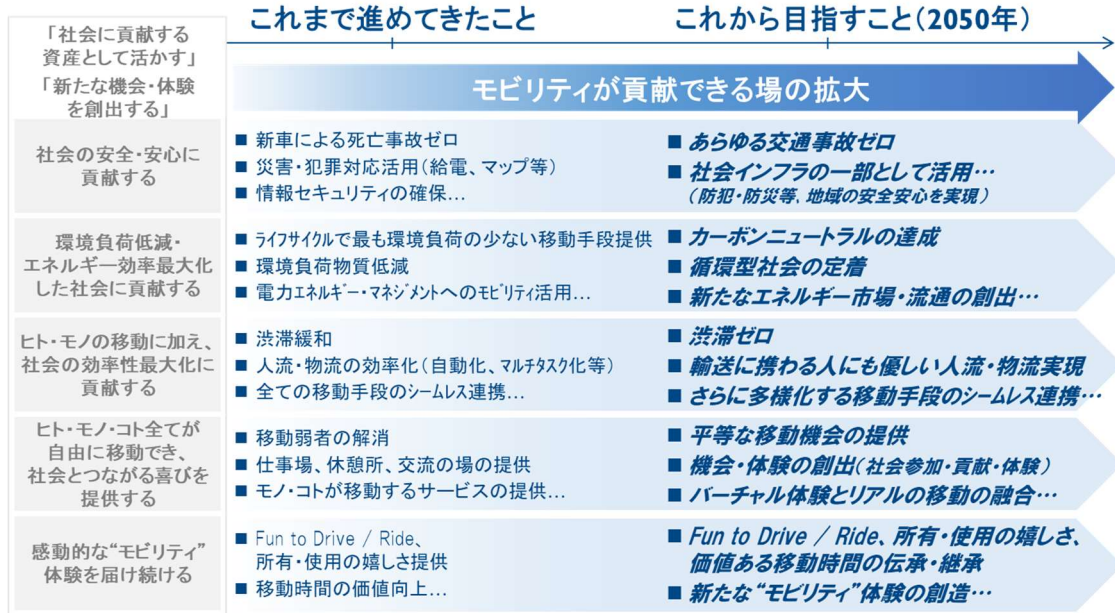 これまで進めてきたこと
これから目指すこと（2050年）
「社会に貢献する
資産として活かす」
「新たな機会・体験
を創出する」
モビリティが貢献できる場の拡大
社会の安全・安心に
貢献する
■ 新車による死亡事故ゼロ
■ 災害・犯罪対応活用（給電、マップ等）
■ 情報セキュリティの確保…
■ あらゆる交通事故ゼロ
■ 社会インフラの一部として活用…
（防犯・防災等、地域の安全安心を実現）
環境負荷低減・
エネルギー効率最大化
した社会に貢献する
■ ライフサイクルで最も環境負荷の少ない移動手段提供
■ 環境負荷物質低減
■ 電力エネルギー・マネジメントへのモビリティ活用…
■ カーボンニュートラルの達成
■ 循環型社会の定着
■ 新たなエネルギー市場・流通の創出…
ヒト・モノの移動に加え、
社会の効率性最大化に
貢献する
■ 渋滞緩和
■ 人流・物流の効率化（自動化、マルチタスク化等）
■ 全ての移動手段のシームレス連携…
■ 渋滞ゼロ
■ 輸送に携わる人にも優しい人流・物流実現
■ さらに多様化する移動手段のシームレス連携…
ヒト・モノ・コト全てが
自由に移動でき、
社会とつながる喜びを
提供する
■ 移動弱者の解消
■ 仕事場、休憩所、交流の場の提供
■ モノ・コトが移動するサービスの提供…
■ 平等な移動機会の提供
■ 機会・体験の創出（社会参加・貢献・体験）
■ バーチャル体験とリアルの移動の融合…
感動的な“モビリティ”
体験を届け続ける
■ Fun to Drive / Ride、
所有・使用の嬉しさ提供
■ 移動時間の価値向上…
■ Fun to Drive / Ride、所有・使用の嬉しさ、
価値ある移動時間の伝承・継承
■ 新たな“モビリティ”体験の創造…